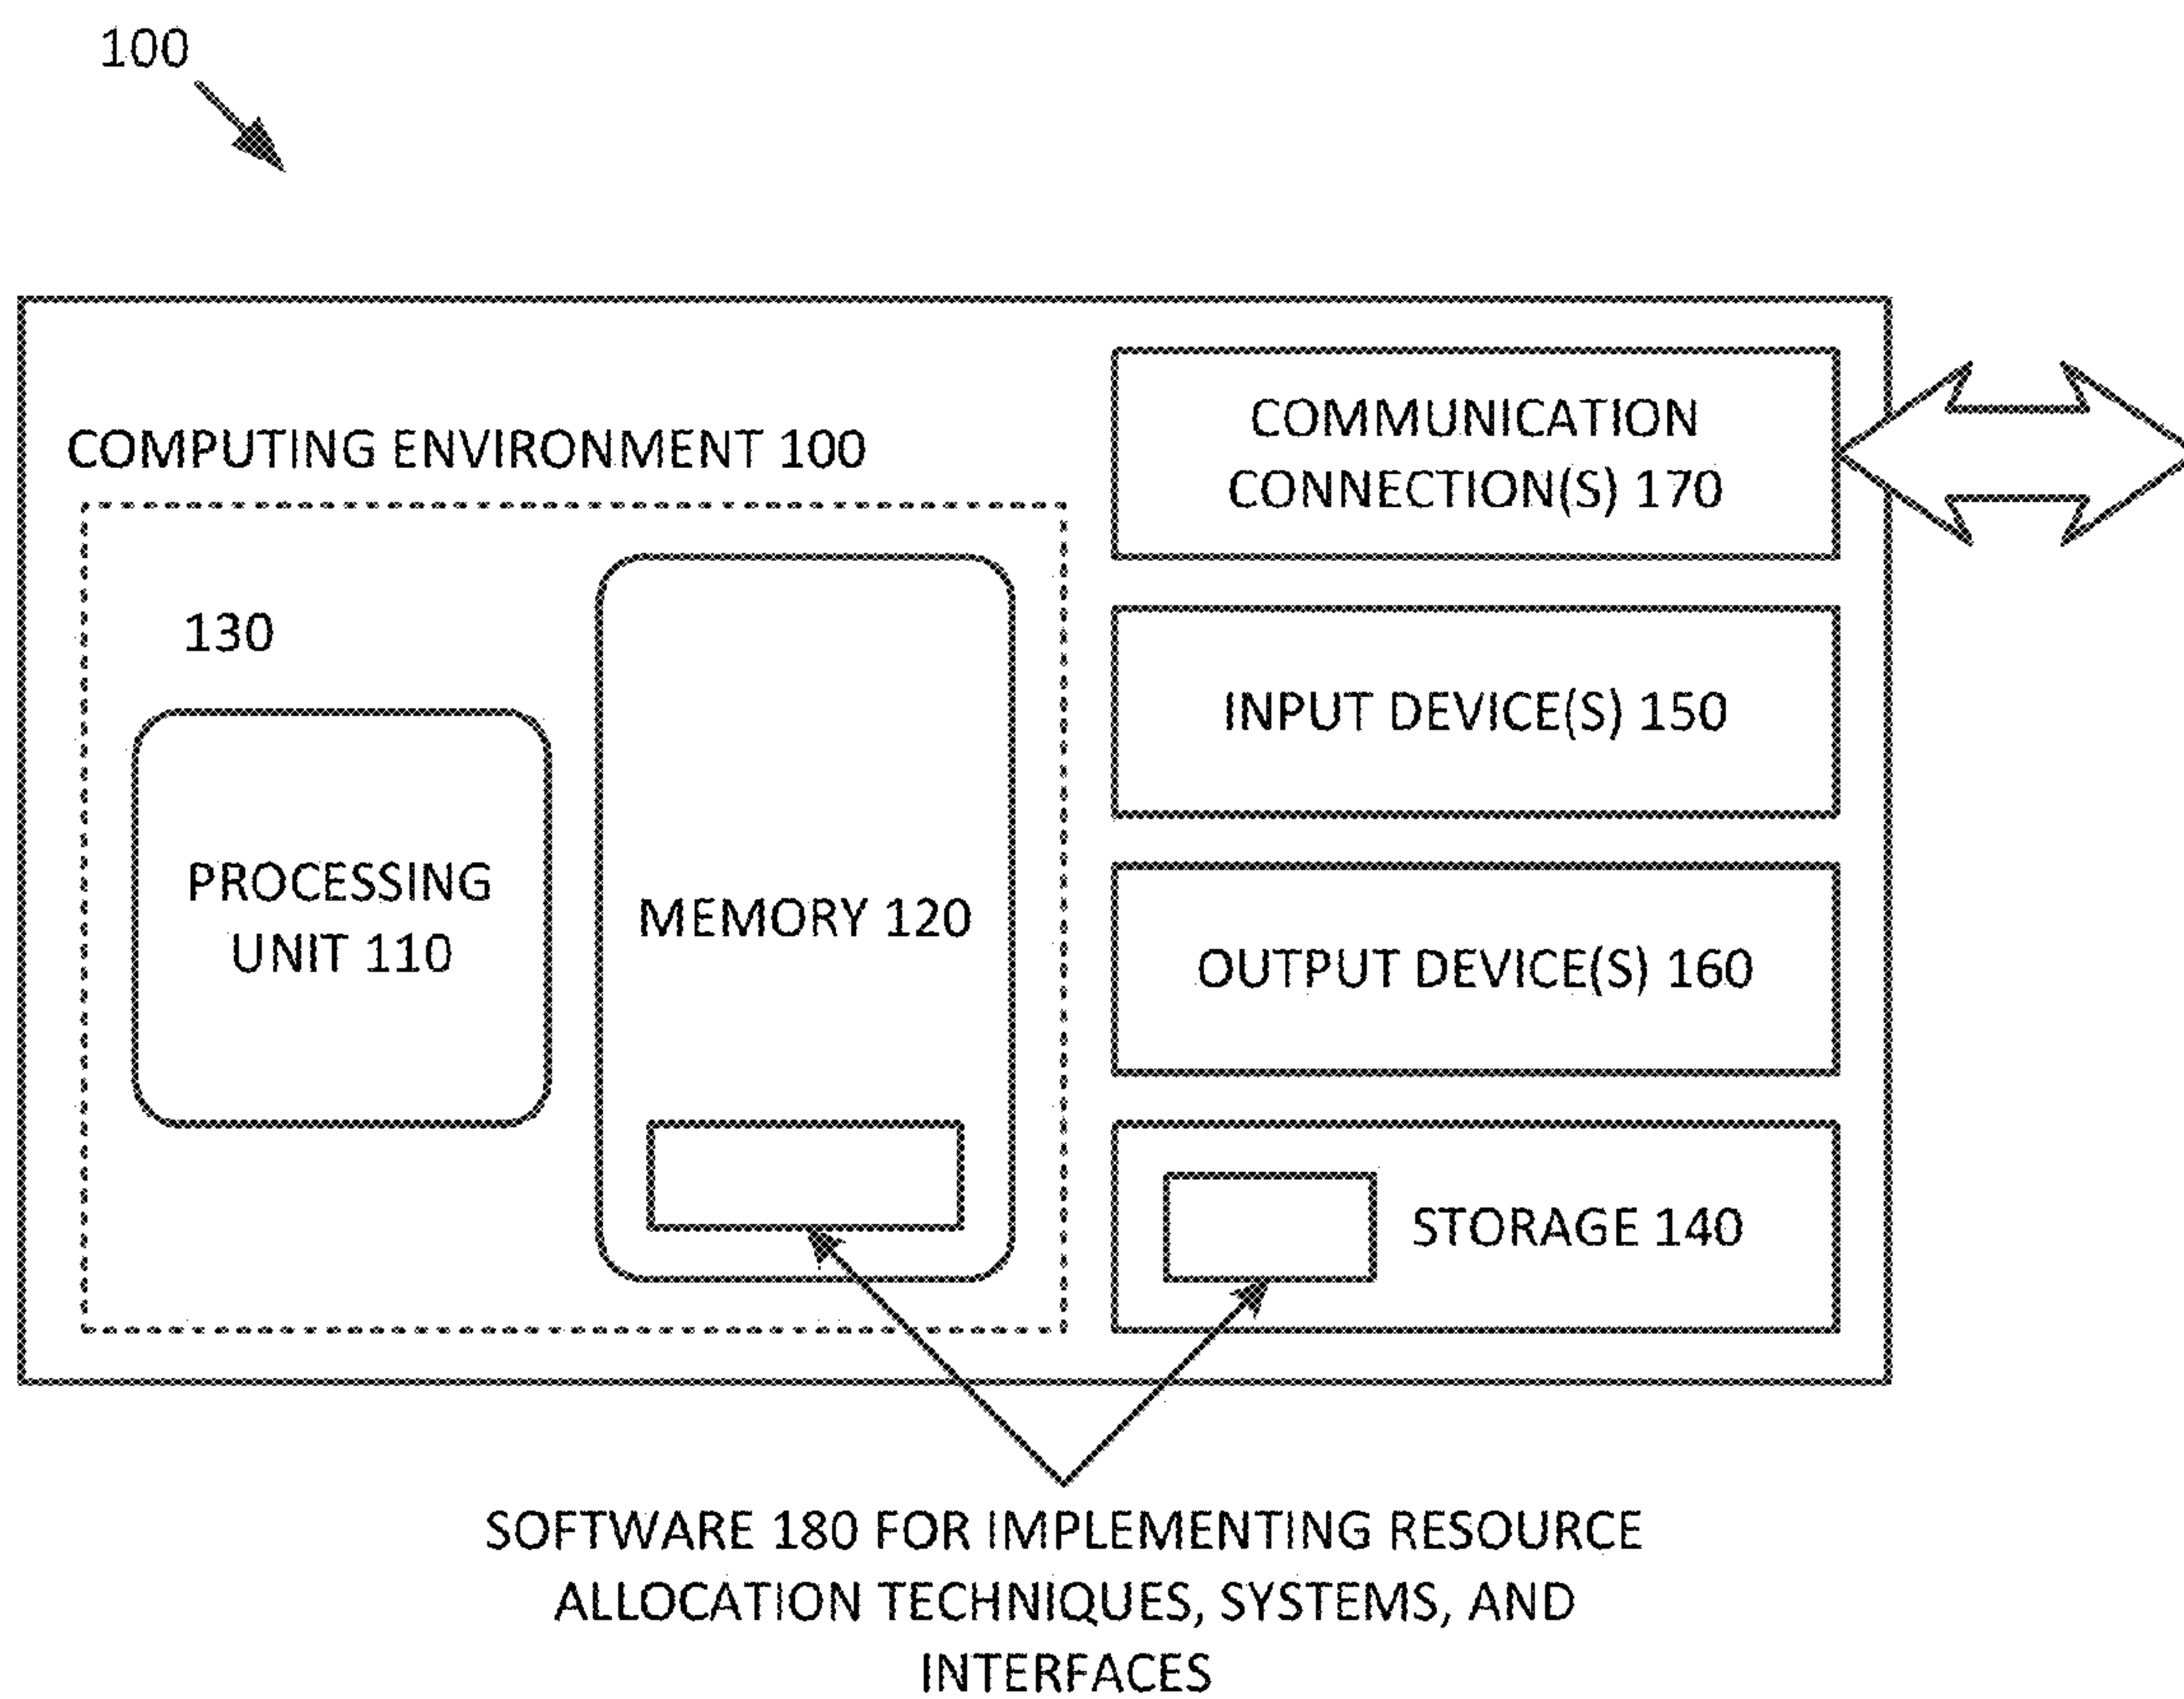 100
COMPUTING ENVIRONMENT 100
130
PROCESSING
UNIT 110
MEMORY 120
COMMUNICATION
CONNECTION(S) 170
INPUT DEVICE(S) 150
OUTPUT DEVICE(S) 160
STORAGE 140
SOFTWARE 180 FOR IMPLEMENTING RESOURCE
ALLOCATION TECHNIQUES, SYSTEMS, AND
INTERFACES